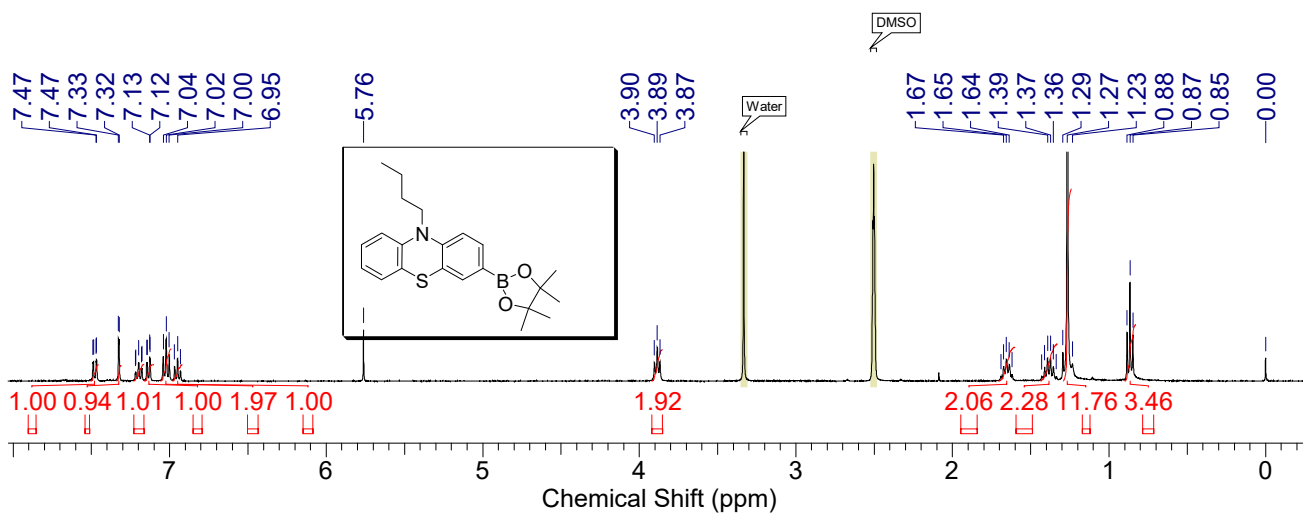 DMSO
7.47 7.47 7.33 7.32 7.13 7.12 7.04 7.02 7.00 6.95 5.76 3.90 3.89 3.87 1.67 1.65 1.64 1.39 1.37 1.36 1.29 1.27 1.23 0.88 0.87 0.85 0.00
Water
N
S
B
O
O
1.00 0.94 1.01 1.00 1.97 1.00 1.92 2.06 2.28 11.76 3.46
7 6 5 4 3 2 1 0
Chemical Shift (ppm)